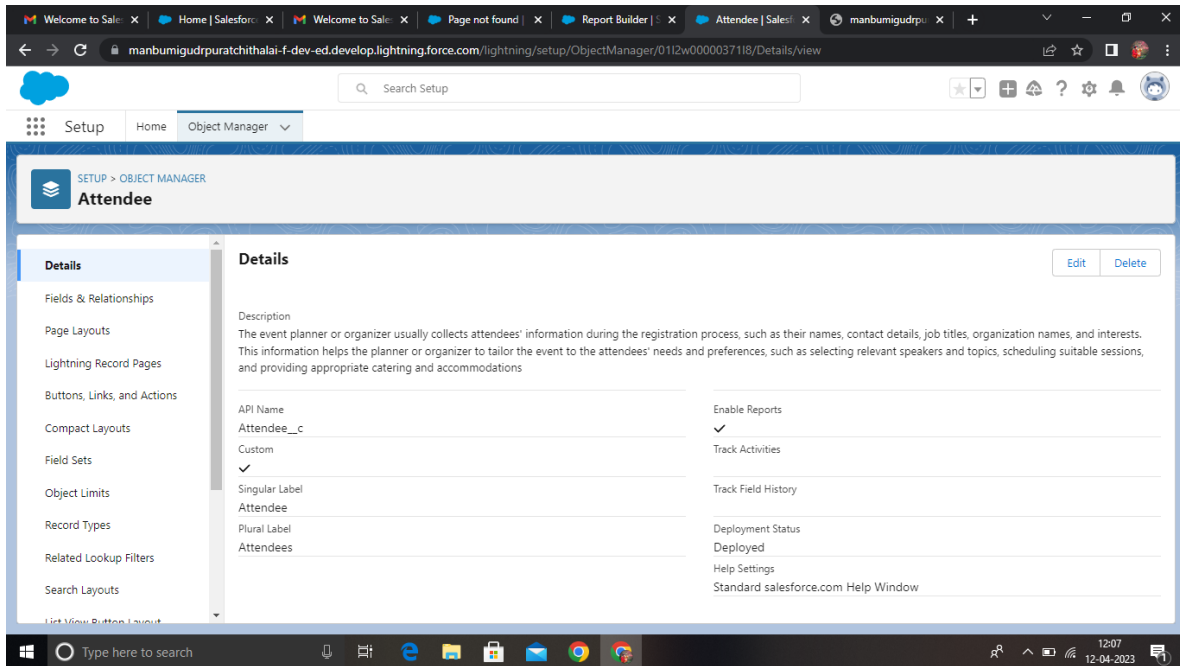 Welcome to Sale
Home | Salesforc
Welcome to Sale
Page not found |
Report Builder | S
Attendee | Salesf
manbumigudrpu
manbumigudrpuratchithalai-f-dev-ed.develop.lightning.force.com/lightning/setup/ObjectManager/01I2w00000371I8/Details/view
Search Setup
Setup
Home
Object Manager
SETUP > OBJECT MANAGER
Attendee
Details
Fields & Relationships
Page Layouts
Lightning Record Pages
Buttons, Links, and Actions
Compact Layouts
Field Sets
Object Limits
Record Types
Related Lookup Filters
Search Layouts
List View Button Layout
Details
Edit
Delete
Description
The event planner or organizer usually collects attendees' information during the registration process, such as their names, contact details, job titles, organization names, and interests.
This information helps the planner or organizer to tailor the event to the attendees' needs and preferences, such as selecting relevant speakers and topics, scheduling suitable sessions,
and providing appropriate catering and accommodations
API Name
Attendee__c
Custom
Singular Label
Attendee
Plural Label
Attendees
Enable Reports
Track Activities
Track Field History
Deployment Status
Deployed
Help Settings
Standard salesforce.com Help Window
Type here to search
12:07
12-04-2023